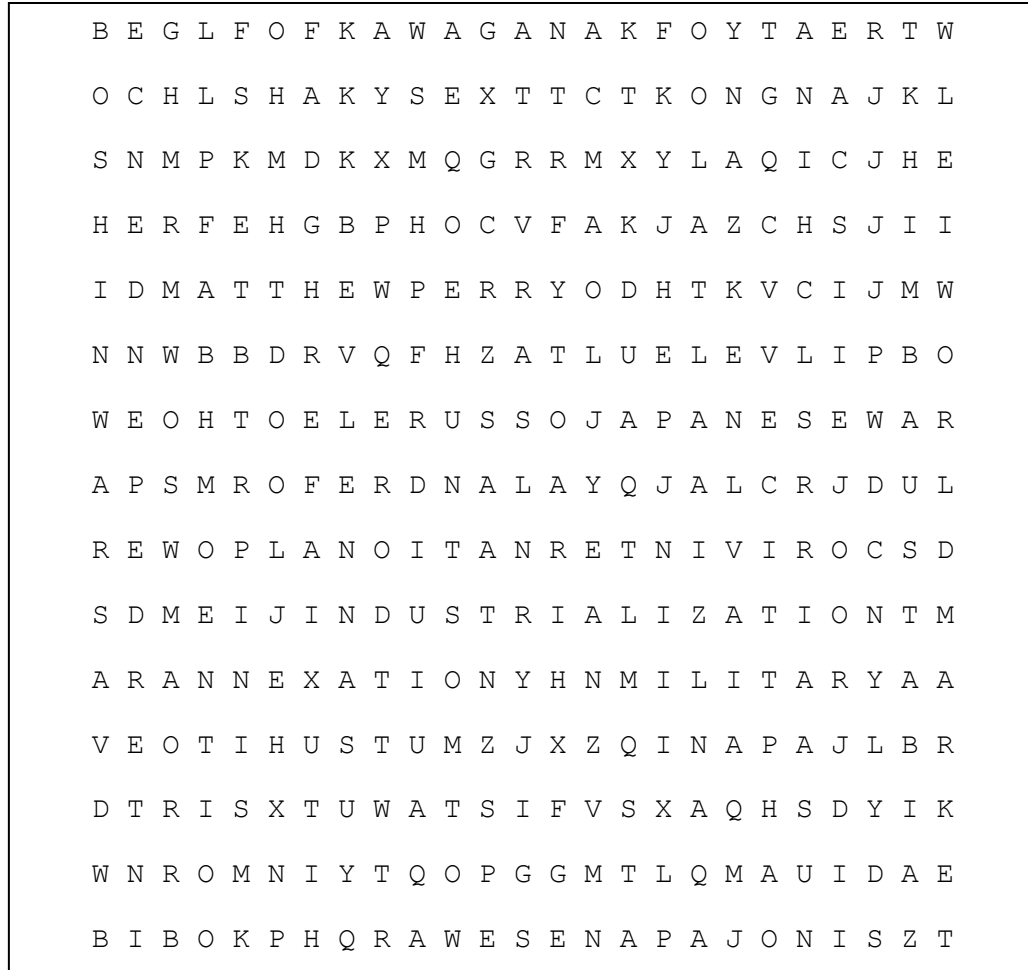 B E G L F O F K A W A G A N A K F O Y T A E R T W
O C H L S H A K Y S E X T T C T K O N G N A J K L
S N M P K M D K X M Q G R R M X Y L A Q I C J H E
H E R F E H G B P H O C V F A K J A Z C H S J I I
I D M A T T H E W P E R R Y O D H T K V C I J M W
N N W B B D R V Q F H Z A T L U E L E V L I P B O
W E O H T O E L E R U S S O J A P A N E S E W A R
A P S M R O F E R D N A L A Y Q J A L C R J D U L
R E W O P L A N O I T A N R E T N I V I R O C S D
S D M E I J I N D U S T R I A L I Z A T I O N T M
A R A N N E X A T I O N Y H N M I L I T A R Y A A
V E O T I H U S T U M Z J X Z Q I N A P A J L B R
D T R I S X T U W A T S I F V S X A Q H S D Y I K
W N R O M N I Y T Q O P G G M T L Q M A U I D A E
B I B O K P H Q R A W E S E N A P A J O N I S Z T